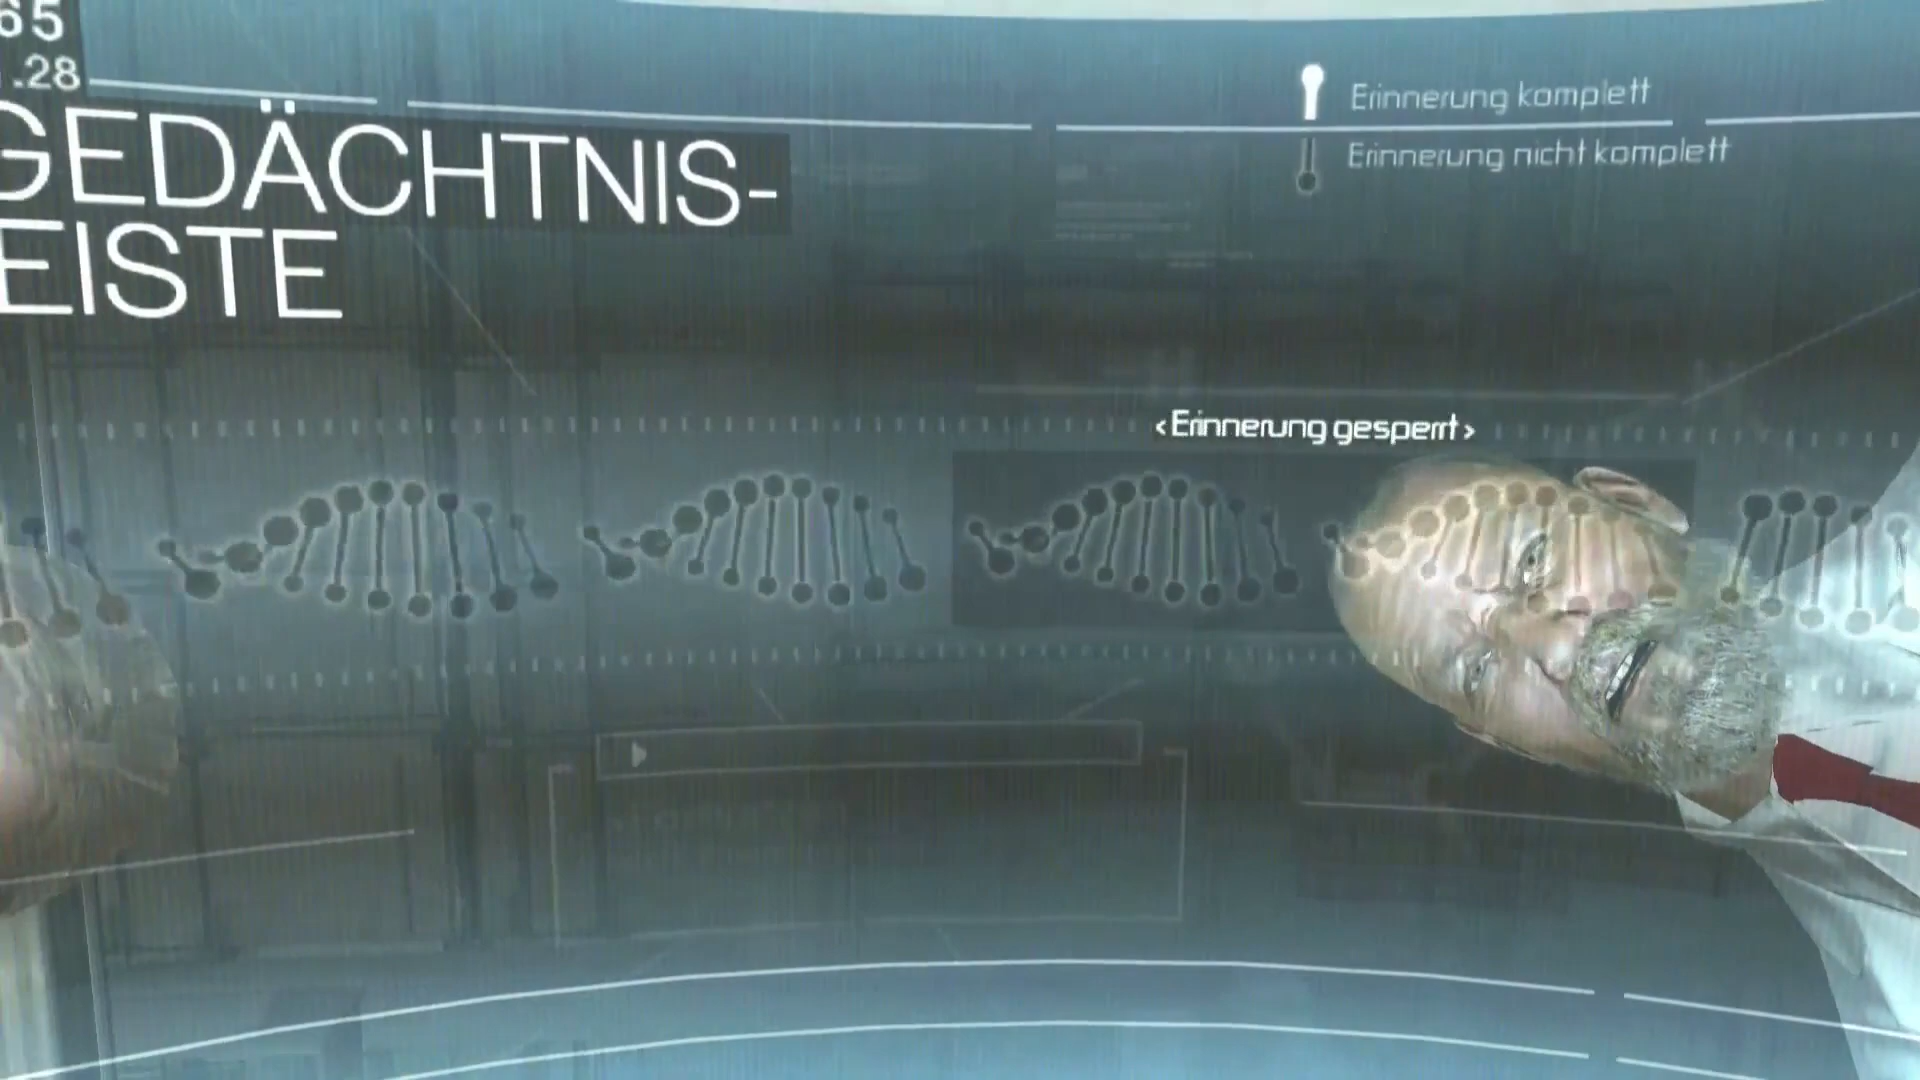 65
.28
GEDÄCHTNIS-
EISTE
Erinnerung komplett
Erinnerung nicht komplett
<Erinnerung gesperrt>